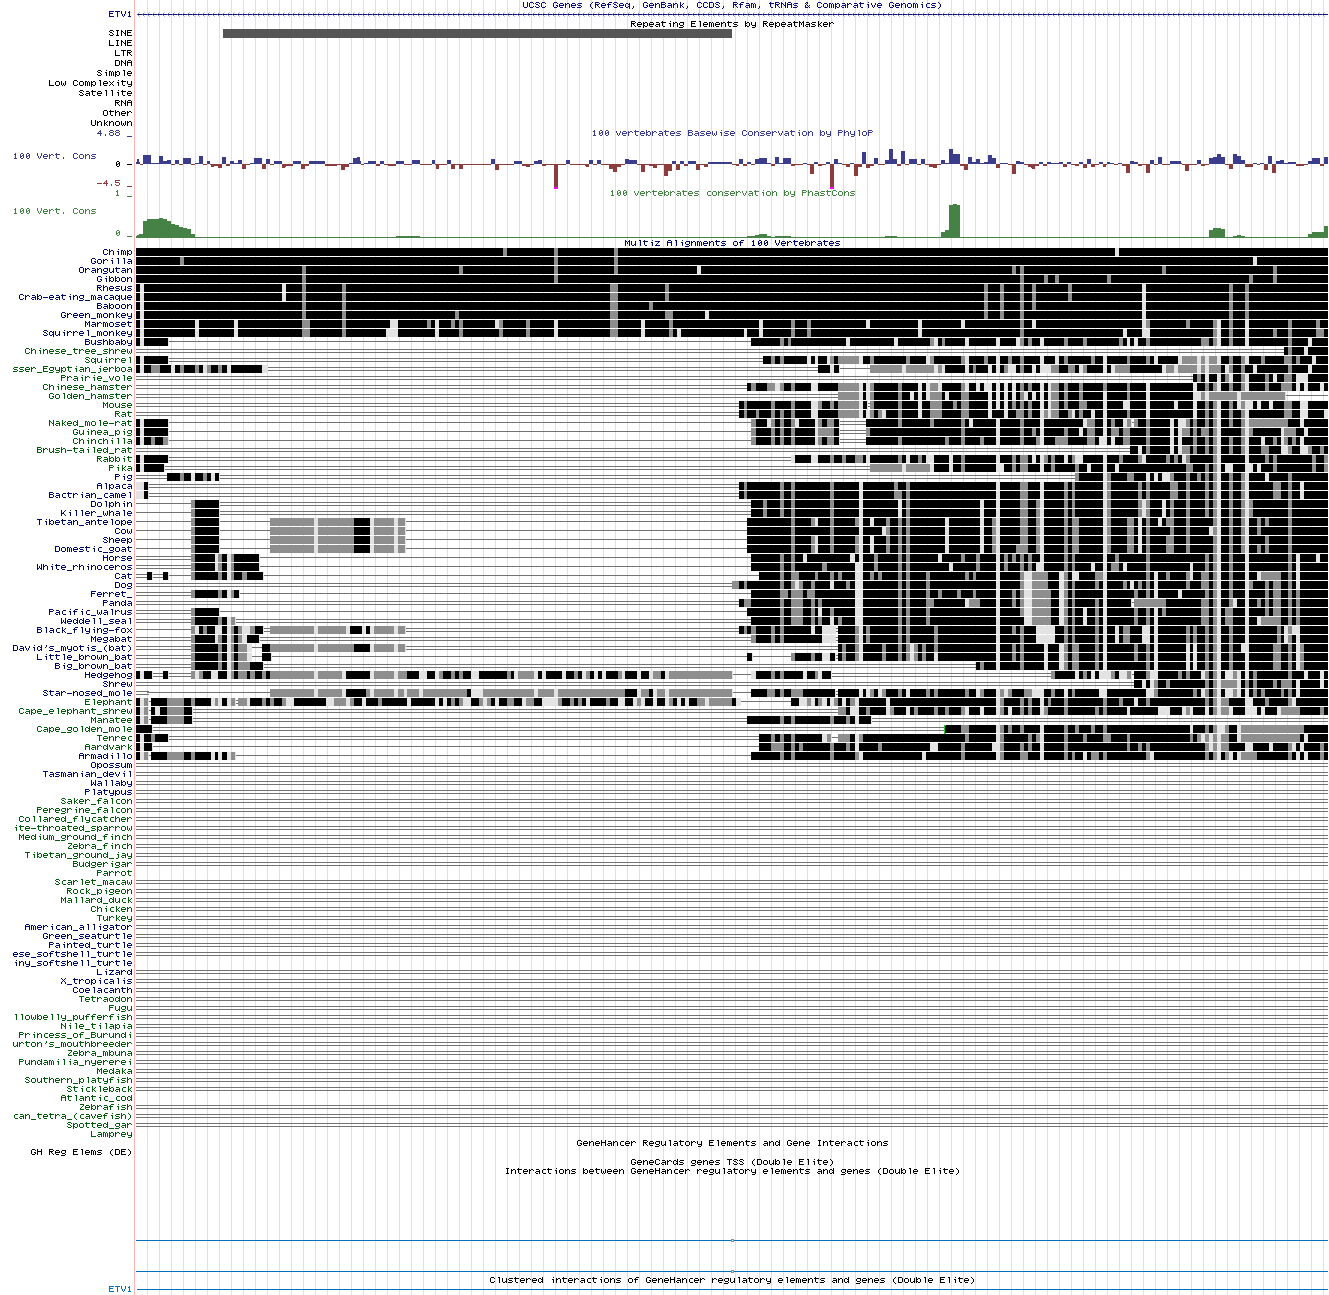 UCSC Genes (RefSeq, GenBank, CCDS, Rfam, tRNAs & Comparative Genomics)
ETV1
Repeating Elements by RepeatMasker
SINE
LINE
LTR
DNA
Simple
Low Complexity
Satellite
RNA
Other
Unknown
4.88 _
100 vertebrates Basewise Conservation by PhyloP
100 Vert. Cons
0 _
-4.5 _
1 _
100 vertebrates conservation by PhastCons
100 Vert. Cons
0 _
Multiz Alignments of 100 Vertebrates
Chimp
Gorilla
Orangutan
Gibbon
Rhesus
Crab-eating_macaque
Baboon
Green_monkey
Marmoset
Squirrel_monkey
Bushbaby
Chinese_tree_shrew
Squirrel
sser_Egyptian_jerboa
Prairie_vole
Chinese_hamster
Golden_hamster
Mouse
Rat
Naked_mole-rat
Guinea_pig
Chinchilla
Brush-tailed_rat
Rabbit
Pika
Pig
Alpaca
Bactrian_camel
Dolphin
Killer_whale
Tibetan_antelope
Cow
Sheep
Domestic_goat
Horse
White_rhinoceros
Cat
Dog
Ferret_
Panda
Pacific_walrus
Weddell_seal
Black_flying-fox
Megabat
David's_myotis_(bat)
Little_brown_bat
Big_brown_bat
Hedgehog
Shrew
Star-nosed_mole
Elephant
Cape_elephant_shrew
Manatee
Cape_golden_mole
Tenrec
Aardvark
Armadillo
Opossum
Tasmanian_devil
Wallaby
Platypus
Saker_falcon
Peregrine_falcon
Collared_flycatcher
ite-throated_sparrow
Medium_ground_finch
Zebra_finch
Tibetan_ground_jay
Budgerigar
Parrot
Scarlet_macaw
Rock_pigeon
Mallard_duck
Chicken
Turkey
American_alligator
Green_seaturtle
Painted_turtle
ese_softshell_turtle
iny_softshell_turtle
Lizard
X_tropicalis
Coelacanth
Tetraodon
Fugu
llowbelly_pufferfish
Nile_tilapia
Princess_of_Burundi
urton's_mouthbreeder
Zebra_mbuna
Pundamilia_nyererei
Medaka
Southern_platyfish
Stickleback
Atlantic_cod
Zebrafish
can_tetra_(cavefish)
Spotted_gar
Lamprey
GeneHancer Regulatory Elements and Gene Interactions
GH Reg Elems (DE)
GeneCards genes TSS (Double Elite)
Interactions between GeneHancer regulatory elements and genes (Double Elite)
Clustered interactions of GeneHancer regulatory elements and genes (Double Elite)
ETV1